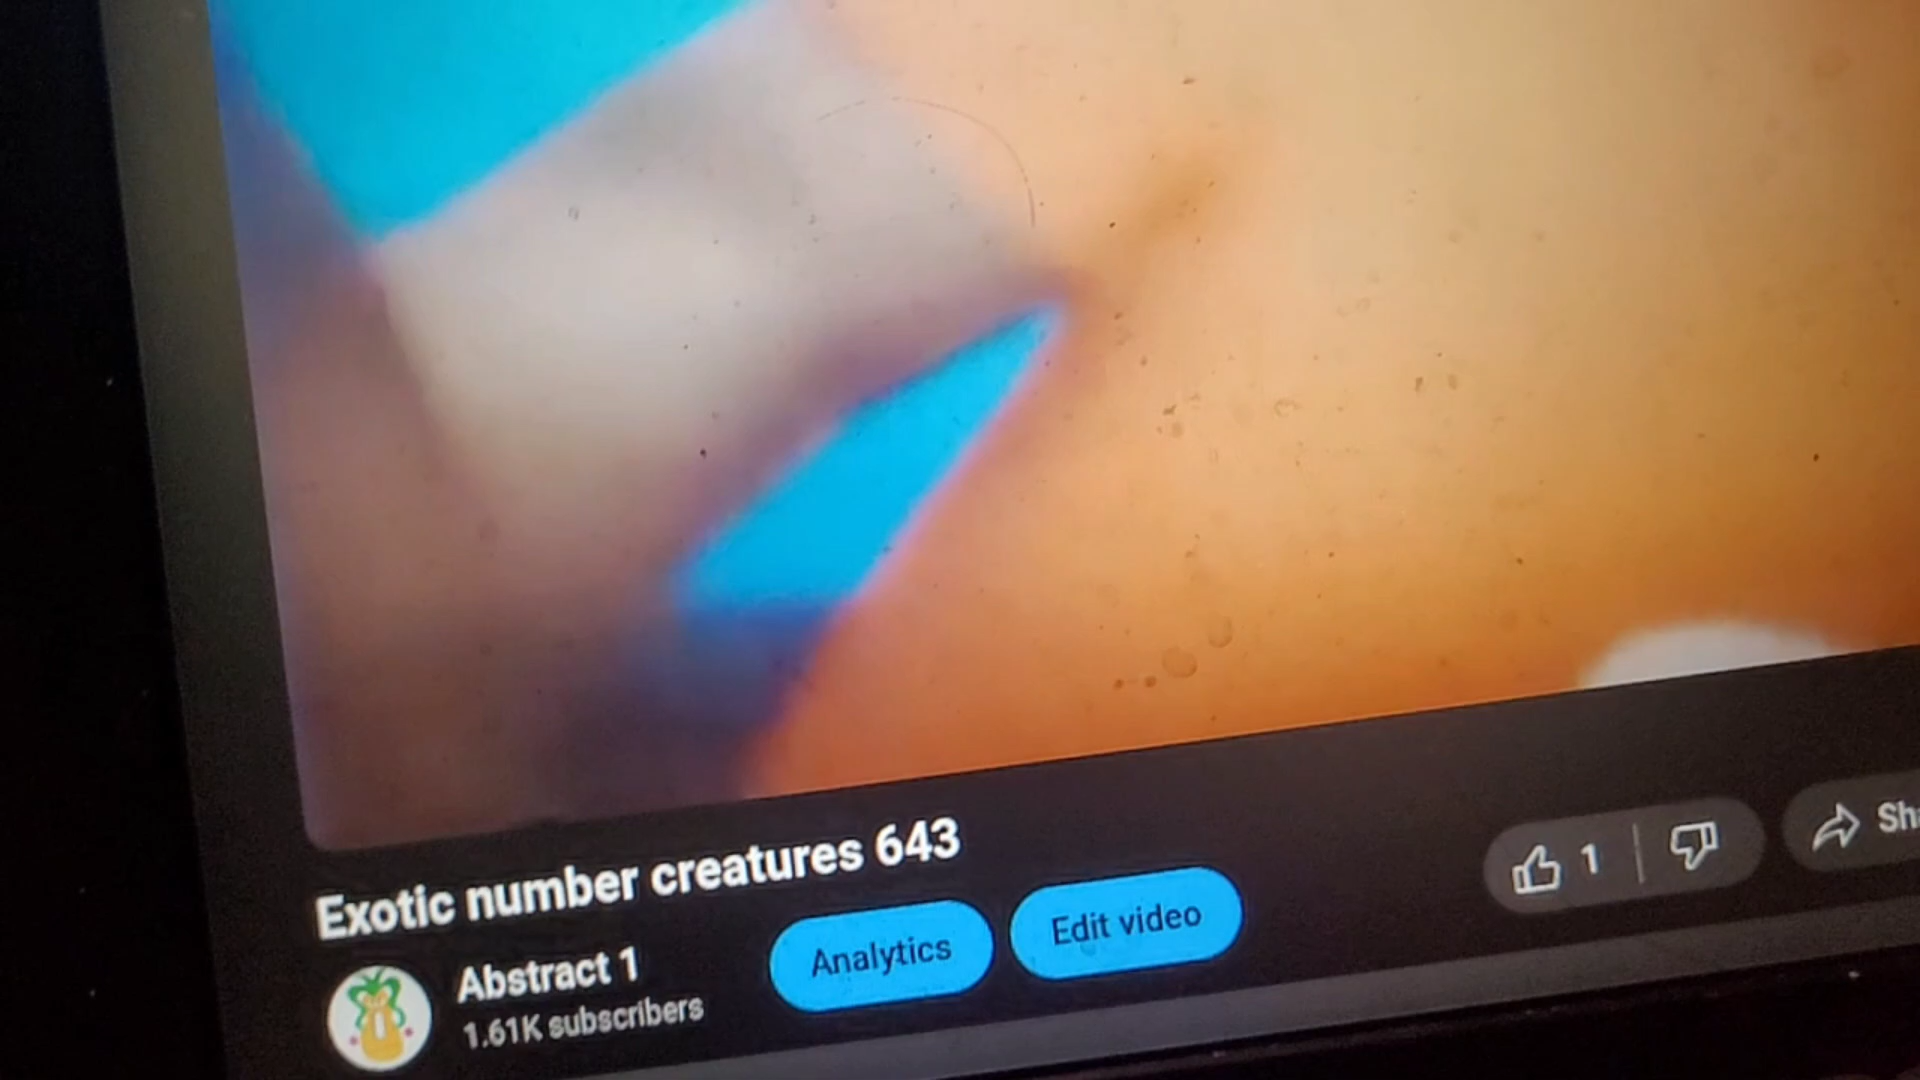 Exotic number creatures 643
Abstract 1
1.61K subscribers
Analytics
Edit video
1
Sh